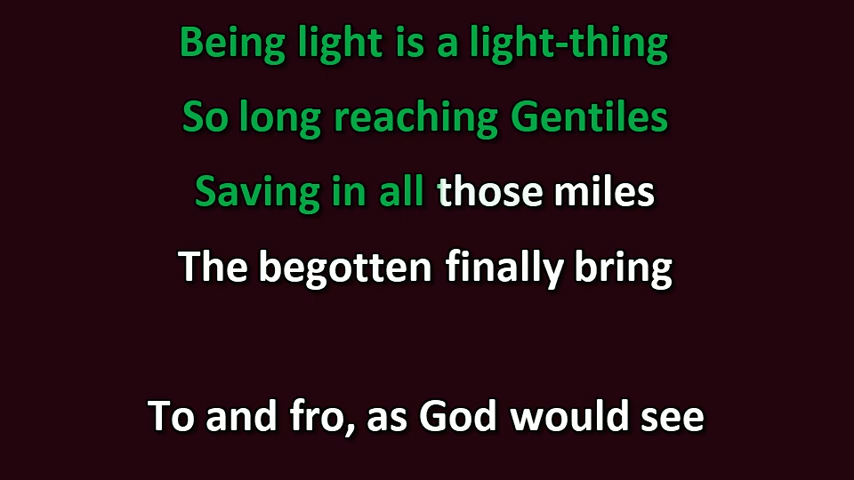 Being light is a light-thing
So long reaching Gentiles
Saving in all those miles
The begotten finally bring
To and fro, as God would see